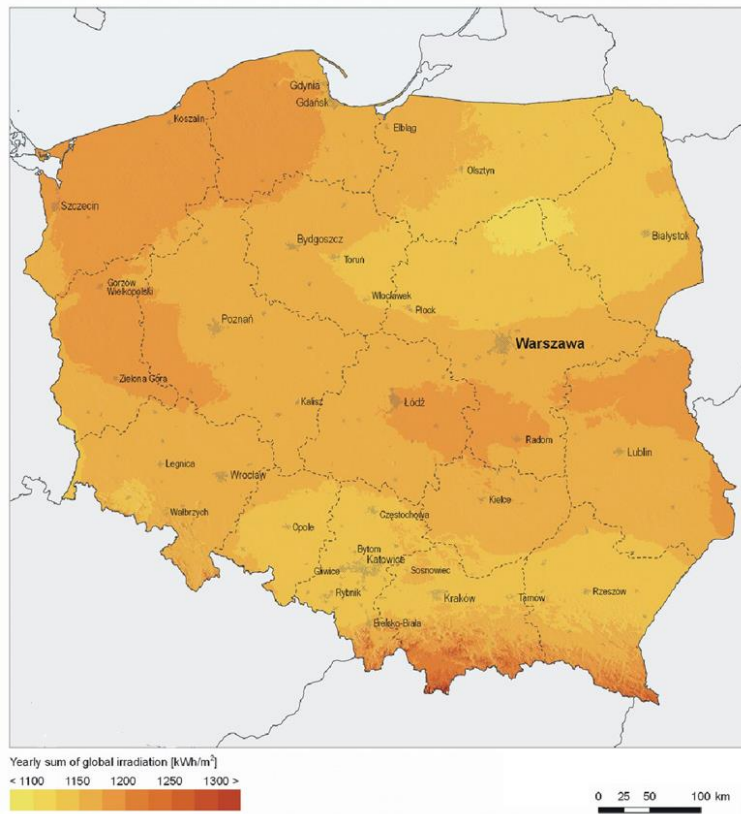 Gdynia
Gdańsk
Koszalin
Elbląg
Olsztyn
Szczecin
Białystok
Bydgoszcz
Toruń
Gorzów
Wielkopolski
Włocławek
Płock
Poznań
Warszawa
Zielona Góra
Kalisz
Łódź
Radom
Lublin
Legnica
Wrocław
Kielce
Wałbrzych
Częstochowa
Opole
Bytom
Katowice
Gliwice
Sosnowiec
Rybnik
Kraków
Tarnów
Rzeszów
Bielsko-Biała
Yearly sum of global irradiation [kWh/m²]
< 1100 1150 1200 1250 1300 >
0 25 50 100 km